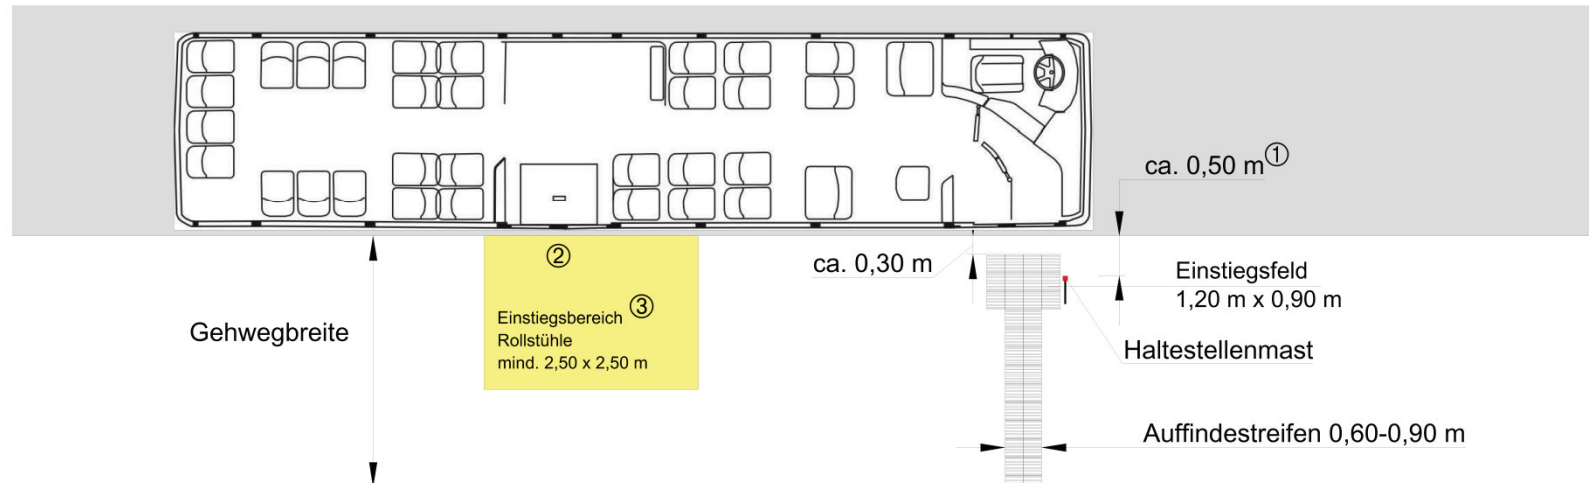 ca. 0,50 m①
②
ca. 0,30 m
Einstiegsfeld
1,20 m x 0,90 m
Einstiegsbereich ③
Rollstühle
mind. 2,50 x 2,50 m
Gehwegbreite
Haltestellenmast
Auffindestreifen 0,60-0,90 m